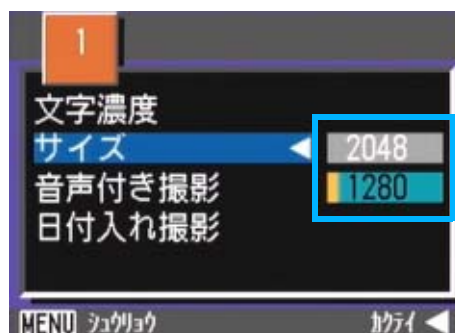 1
文字濃度
サイズ ◀ 2048
音声付き撮影 1280
日付入れ撮影
MENU ｼｭｳﾘｮｳ ｶｸﾃｲ ◀